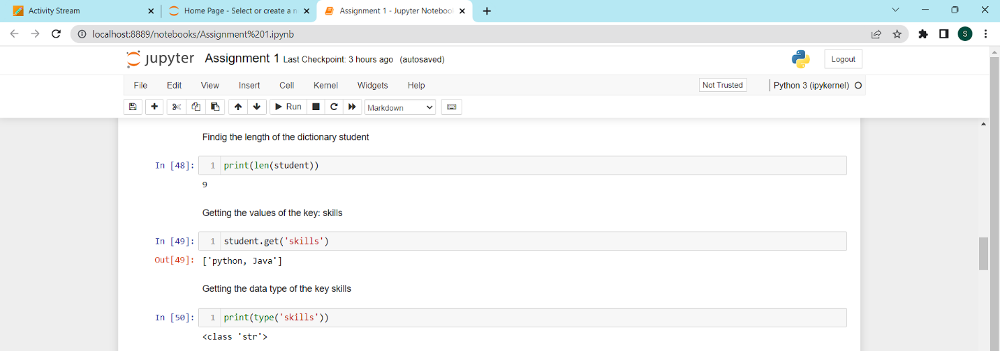 Activity Stream
Home Page - Select or create a n
Assignment 1 - Jupyter Notebool
localhost:8889/notebooks/Assignment%201.ipynb
S
jupyter Assignment 1 Last Checkpoint: 3 hours ago (autosaved)
Logout
File Edit View Insert Cell Kernel Widgets Help
Not Trusted
Python 3 (ipykernel)
Run
Markdown
Findig the length of the dictionary student
In [48]: 1 print(len(student))
9
Getting the values of the key: skills
In [49]: 1 student.get('skills')
Out[49]: ['python, Java']
Getting the data type of the key skills
In [50]: 1 print(type('skills'))
<class 'str'>